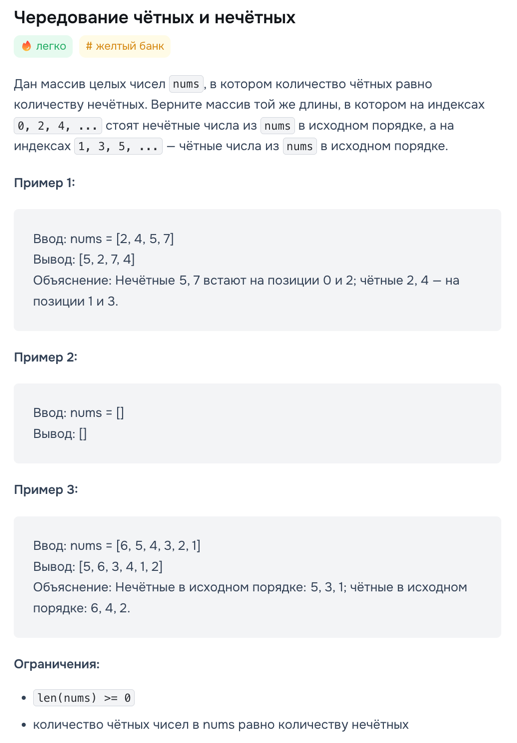 Чередование чётных и нечётных
🔥 легко # желтый банк
Дан массив целых чисел nums, в котором количество чётных равно
количеству нечётных. Верните массив той же длины, в котором на индексах
0, 2, 4, ... стоят нечётные числа из nums в исходном порядке, а на
индексах 1, 3, 5, ... — чётные числа из nums в исходном порядке.
Пример 1:
Ввод: nums = [2, 4, 5, 7]
Вывод: [5, 2, 7, 4]
Объяснение: Нечётные 5, 7 встают на позиции 0 и 2; чётные 2, 4 — на
позиции 1 и 3.
Пример 2:
Ввод: nums = []
Вывод: []
Пример 3:
Ввод: nums = [6, 5, 4, 3, 2, 1]
Вывод: [5, 6, 3, 4, 1, 2]
Объяснение: Нечётные в исходном порядке: 5, 3, 1; чётные в исходном
порядке: 6, 4, 2.
Ограничения:
• len(nums) >= 0
• количество чётных чисел в nums равно количеству нечётных